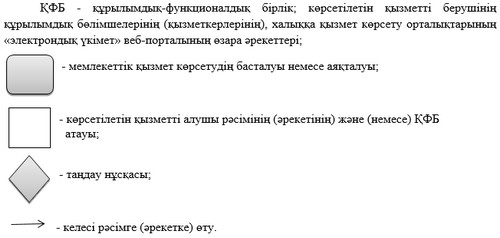 ҚФБ - құрылымдық-функционалдық бірлік; көрсетілетін қызметті берушінің
құрылымдық бөлімшелерінің (қызметкерлерінің), халыққа қызмет көрсету орталықтарының
«электрондық үкімет» веб-порталының өзара әрекеттері;
- мемлекеттік қызмет көрсетудің басталуы немесе аяқталуы;
- көрсетілетін қызметті алушы рәсімінің (әрекетінің) және (немесе) ҚФБ
атауы;
- таңдау нұсқасы;
- келесі рәсімге (әрекетке) өту.